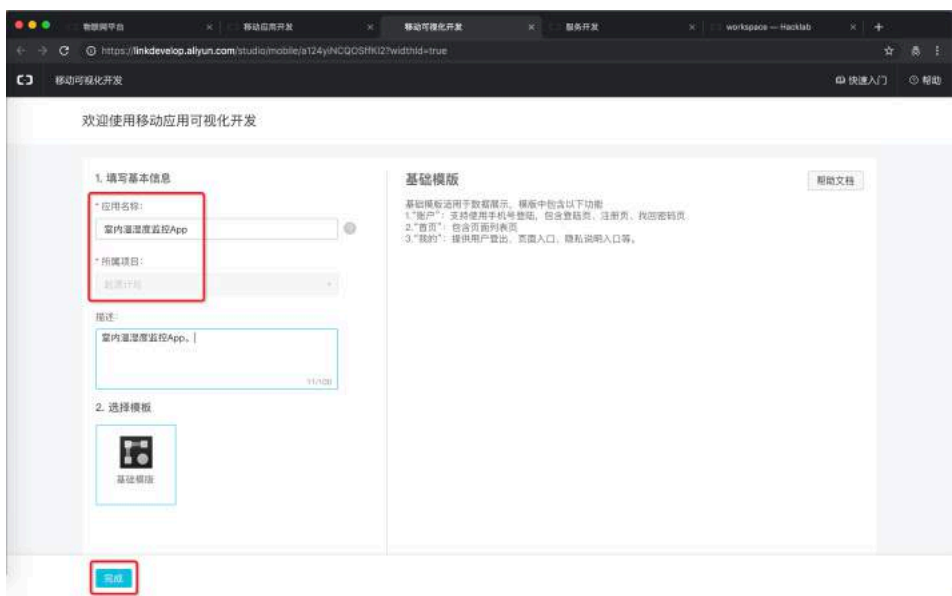 物联网平台
移动应用开发
移动可视化开发
服务开发
workspace — Hacklab
https://linkdevelop.aliyun.com/studio/mobile/a124yiNCQOSffKI2?widthId=true
移动可视化开发
快速入门
帮助
欢迎使用移动应用可视化开发
1. 填写基本信息
* 应用名称:
室内温湿度监控App
* 所属项目:
描述:
室内温湿度监控App。
11/100
2. 选择模板
基础模版
基础模版
帮助文档
基础模版适用于数据展示，模版中包含以下功能
1."账户"：支持使用手机号登陆，包含登陆页、注册页、找回密码页
2."首页"：包含页面列表页
3."我的"：提供用户登出、页面入口、隐私说明入口等。
完成